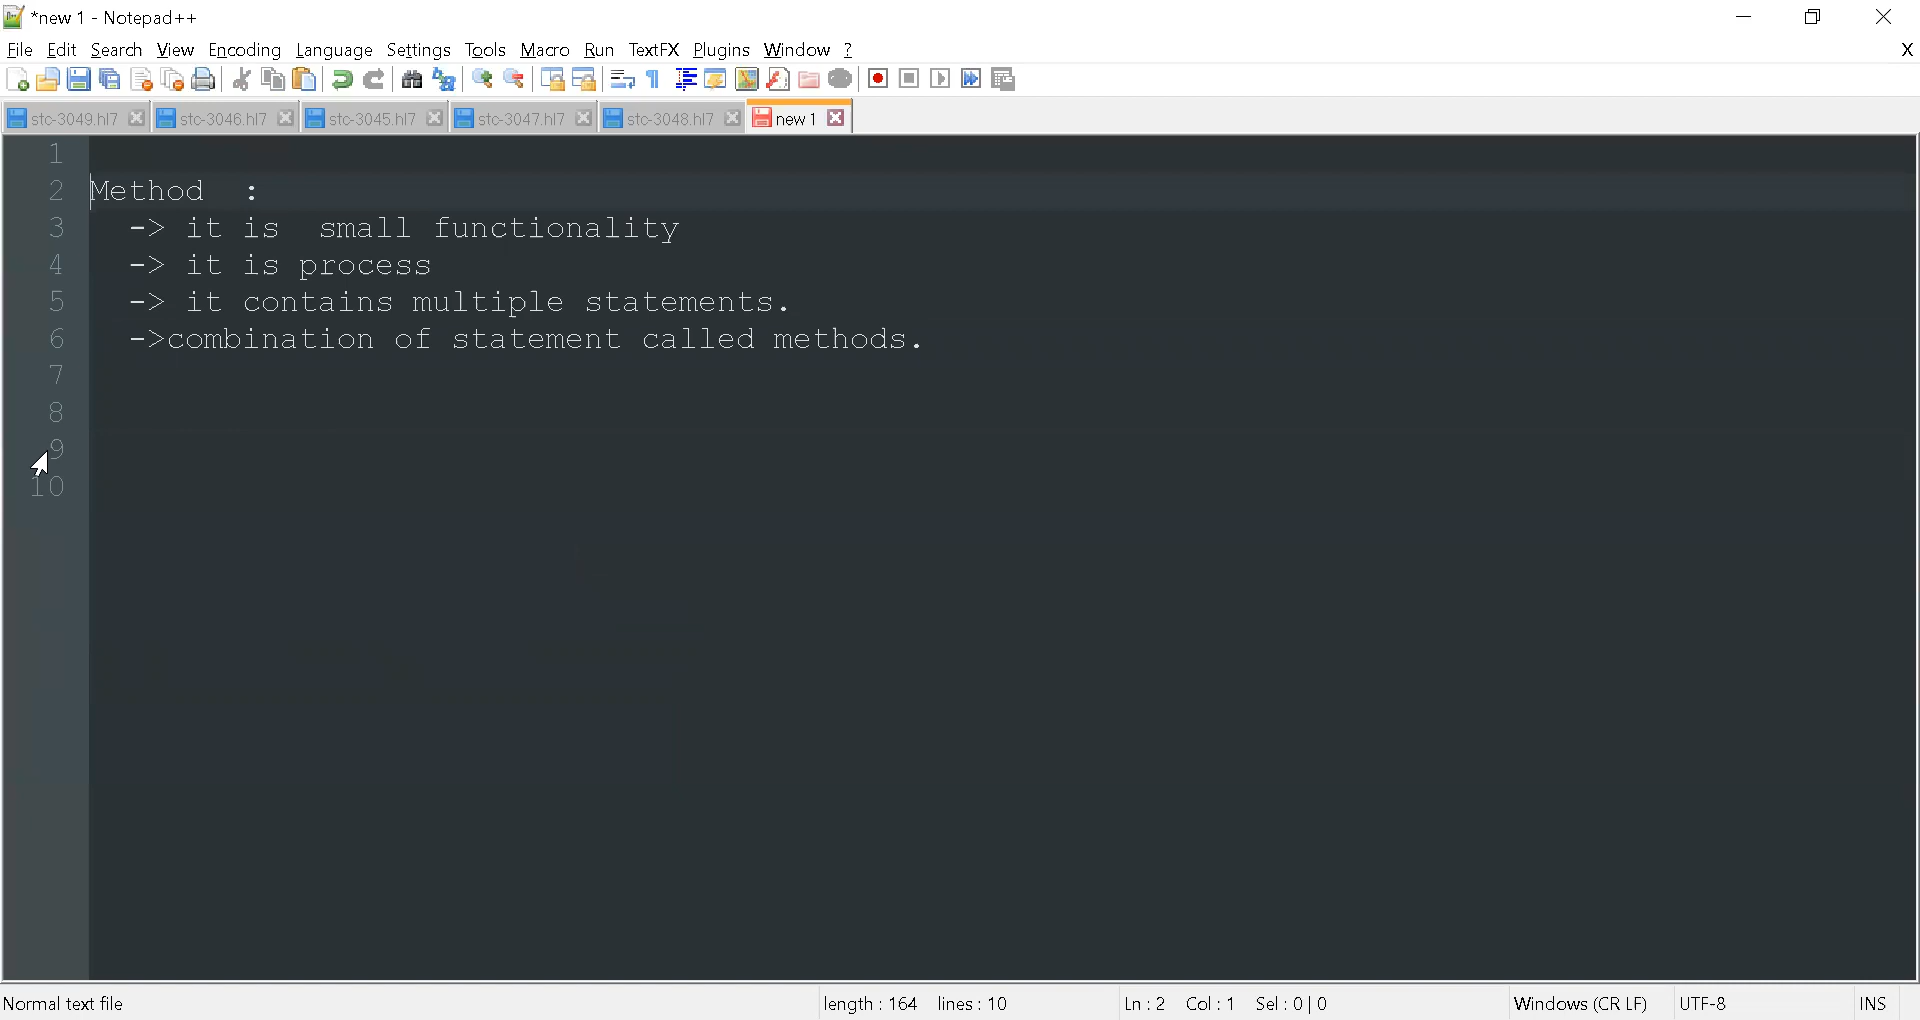 *new 1 - Notepad++
File Edit Search View Encoding Language Settings Tools Macro Run TextFX Plugins Window ? X
stc-3049.hl7 stc-3046.hl7 stc-3045.hl7 stc-3047.hl7 stc-3048.hl7 new 1
1
2 Method  :
3 -> it is  small functionality
4 -> it is process
5 -> it contains multiple statements.
6 ->combination of statement called methods.
7
8
9
10
Normal text file length : 164 lines : 10 Ln : 2 Col : 1 Sel : 0 | 0 Windows (CR LF) UTF-8 INS